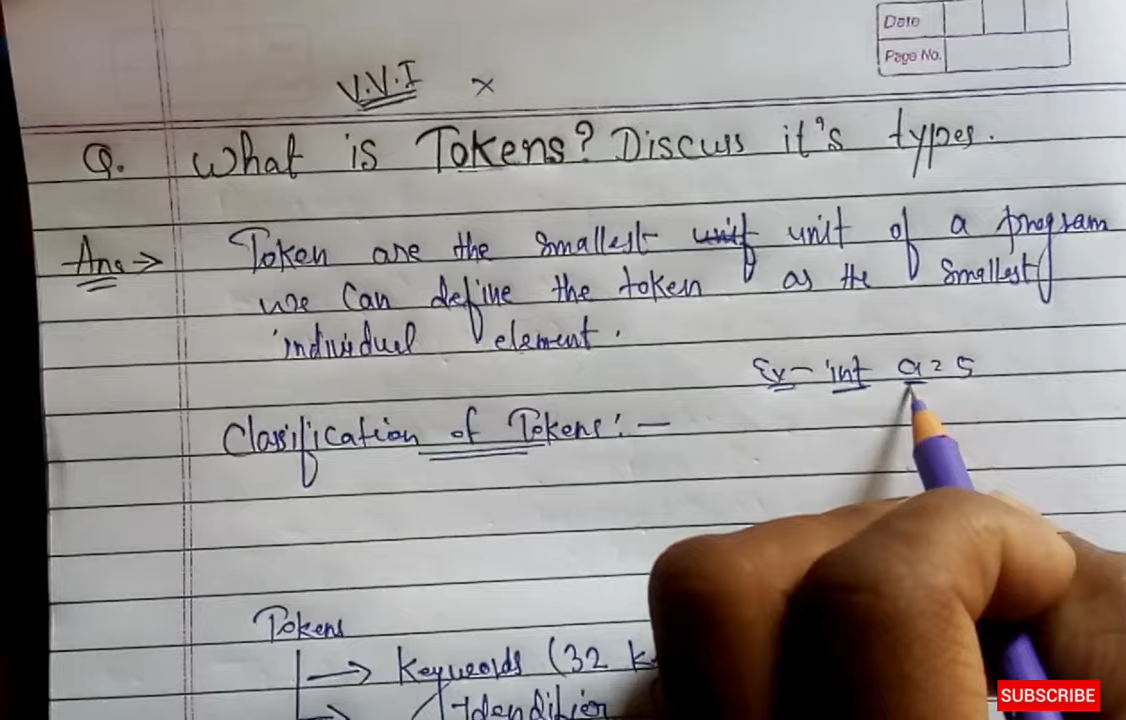 Date
Page No.
V.V.I x
Q. What is Tokens? Discuss it's types.
Ans → Token are the smallest unit unit of a program
we can define the token as the smallest
individual element.
Ex - int a = 5
Classification of Tokens:-
Tokens
→ Keywords (32 k
→ Idendifier
SUBSCRIBE